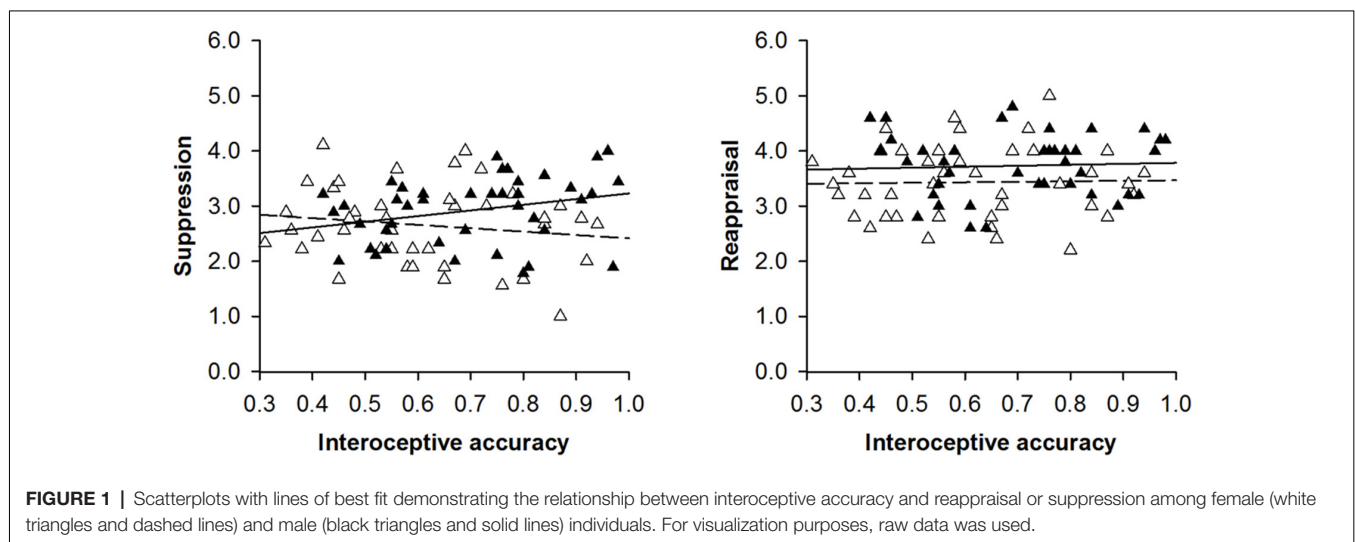 6.0
5.0
4.0
3.0
2.0
1.0
0.0
Suppression
0.3 0.4 0.5 0.6 0.7 0.8 0.9 1.0
Interoceptive accuracy
6.0
5.0
4.0
3.0
2.0
1.0
0.0
Reappraisal
0.3 0.4 0.5 0.6 0.7 0.8 0.9 1.0
Interoceptive accuracy
FIGURE 1 | Scatterplots with lines of best fit demonstrating the relationship between interoceptive accuracy and reappraisal or suppression among female (white
triangles and dashed lines) and male (black triangles and solid lines) individuals. For visualization purposes, raw data was used.